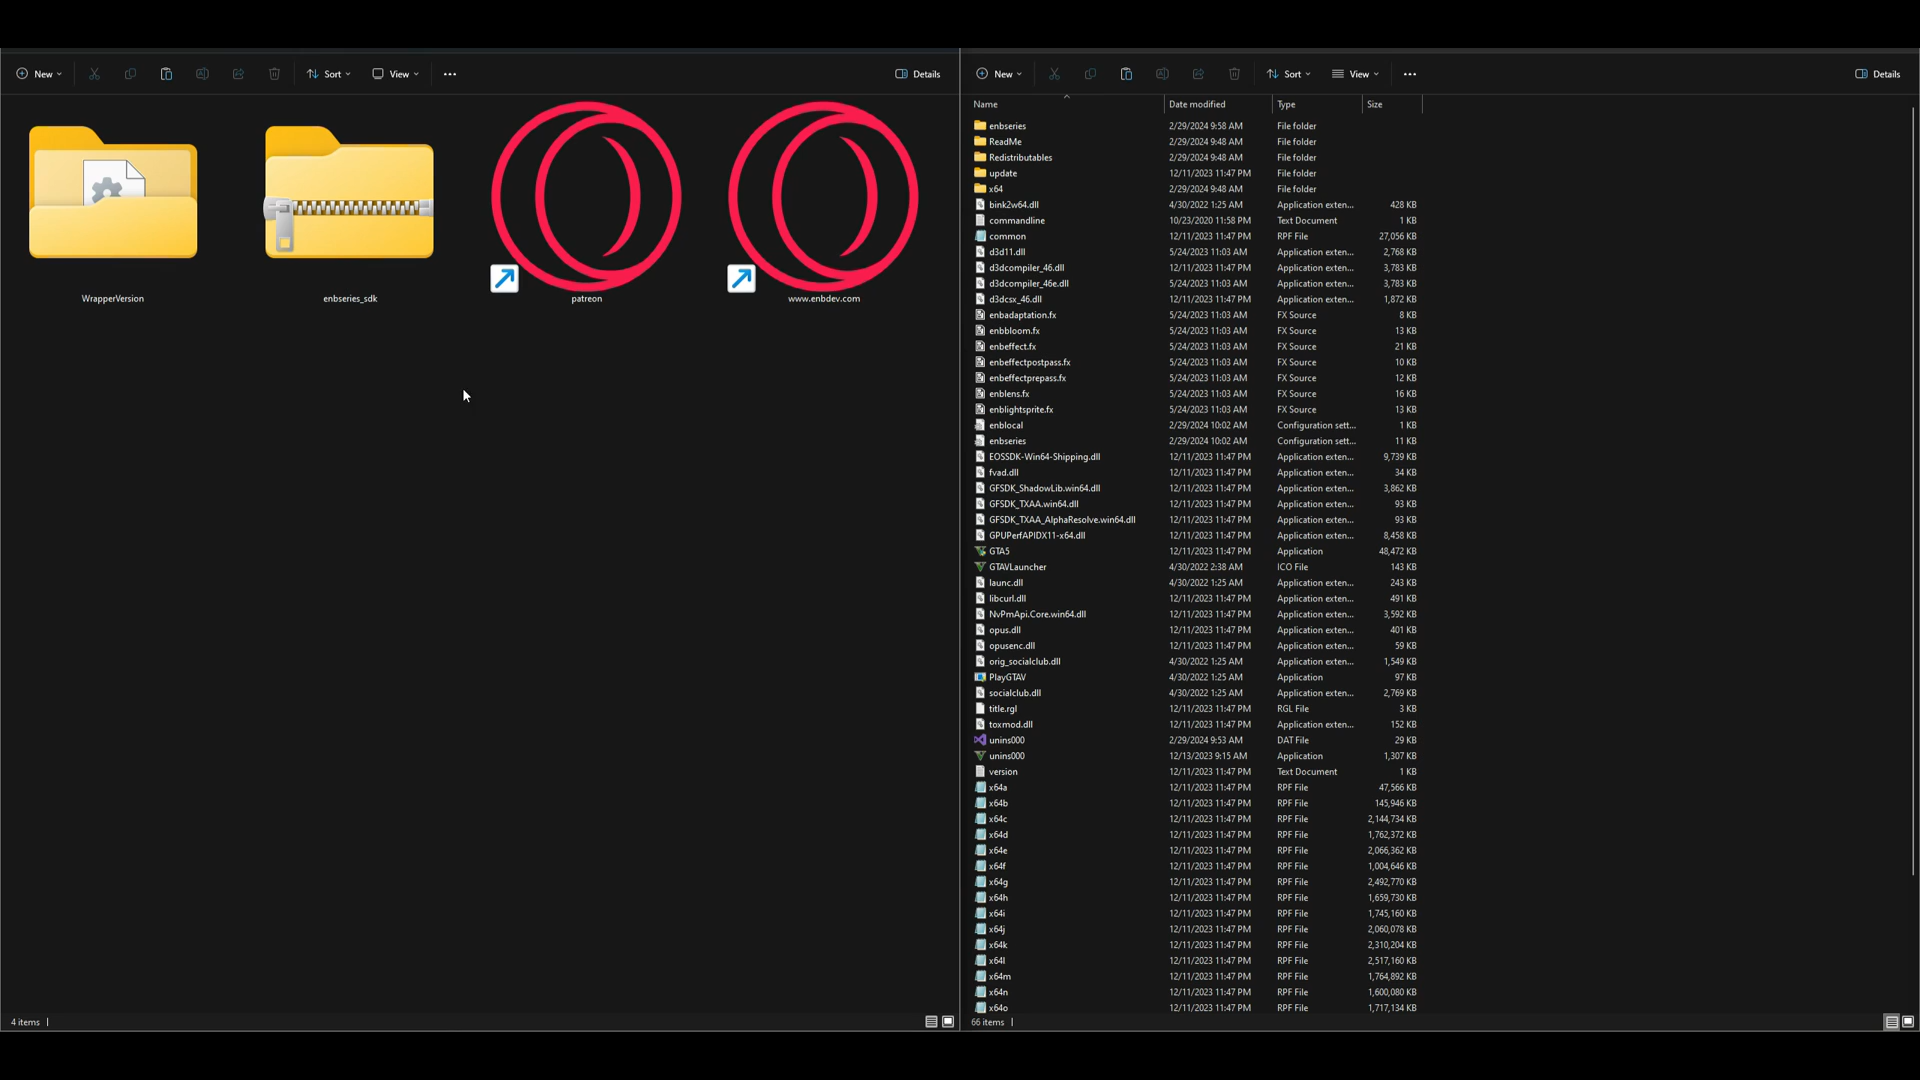 New Sort View ... Details
WrapperVersion enbseries_sdk patreon www.enbdev.com
4 items
New Sort View ... Details
Name Date modified Type Size
enbseries 2/29/2024 9:58 AM File folder
ReadMe 2/29/2024 9:48 AM File folder
Redistributables 2/29/2024 9:48 AM File folder
update 12/11/2023 11:47 PM File folder
x64 2/29/2024 9:48 AM File folder
bink2w64.dll 4/30/2022 1:25 AM Application exten... 428 KB
commandline 10/23/2020 11:58 PM Text Document 1 KB
common 12/11/2023 11:47 PM RPF File 27,056 KB
d3d11.dll 5/24/2023 11:03 AM Application exten... 2,768 KB
d3dcompiler_46.dll 12/11/2023 11:47 PM Application exten... 3,783 KB
d3dcompiler_46e.dll 5/24/2023 11:03 AM Application exten... 3,783 KB
d3dcsx_46.dll 12/11/2023 11:47 PM Application exten... 1,872 KB
enbadaptation.fx 5/24/2023 11:03 AM FX Source 8 KB
enbbloom.fx 5/24/2023 11:03 AM FX Source 13 KB
enbeffect.fx 5/24/2023 11:03 AM FX Source 21 KB
enbeffectpostpass.fx 5/24/2023 11:03 AM FX Source 10 KB
enbeffectprepass.fx 5/24/2023 11:03 AM FX Source 12 KB
enblens.fx 5/24/2023 11:03 AM FX Source 16 KB
enblightsprite.fx 5/24/2023 11:03 AM FX Source 13 KB
enblocal 2/29/2024 10:02 AM Configuration sett... 1 KB
enbseries 2/29/2024 10:02 AM Configuration sett... 11 KB
EOSSDK-Win64-Shipping.dll 12/11/2023 11:47 PM Application exten... 9,739 KB
fvad.dll 12/11/2023 11:47 PM Application exten... 34 KB
GFSDK_ShadowLib.win64.dll 12/11/2023 11:47 PM Application exten... 3,862 KB
GFSDK_TXAA.win64.dll 12/11/2023 11:47 PM Application exten... 93 KB
GFSDK_TXAA_AlphaResolve.win64.dll 12/11/2023 11:47 PM Application exten... 93 KB
GPUPerfAPIDX11-x64.dll 12/11/2023 11:47 PM Application exten... 8,458 KB
GTA5 12/11/2023 11:47 PM Application 48,472 KB
GTAVLauncher 4/30/2022 2:38 AM ICO File 143 KB
launc.dll 4/30/2022 1:25 AM Application exten... 243 KB
libcurl.dll 12/11/2023 11:47 PM Application exten... 491 KB
NvPmApi.Core.win64.dll 12/11/2023 11:47 PM Application exten... 3,592 KB
opus.dll 12/11/2023 11:47 PM Application exten... 401 KB
opusenc.dll 12/11/2023 11:47 PM Application exten... 59 KB
orig_socialclub.dll 4/30/2022 1:25 AM Application exten... 1,549 KB
PlayGTAV 4/30/2022 1:25 AM Application 97 KB
socialclub.dll 4/30/2022 1:25 AM Application exten... 2,769 KB
title.rgl 12/11/2023 11:47 PM RGL File 3 KB
toxmod.dll 12/11/2023 11:47 PM Application exten... 152 KB
unins000 2/29/2024 9:53 AM DAT File 29 KB
unins000 12/13/2023 9:15 AM Application 1,307 KB
version 12/11/2023 11:47 PM Text Document 1 KB
x64a 12/11/2023 11:47 PM RPF File 47,566 KB
x64b 12/11/2023 11:47 PM RPF File 145,946 KB
x64c 12/11/2023 11:47 PM RPF File 2,144,734 KB
x64d 12/11/2023 11:47 PM RPF File 1,762,372 KB
x64e 12/11/2023 11:47 PM RPF File 2,066,362 KB
x64f 12/11/2023 11:47 PM RPF File 1,004,646 KB
x64g 12/11/2023 11:47 PM RPF File 2,492,770 KB
x64h 12/11/2023 11:47 PM RPF File 1,659,730 KB
x64i 12/11/2023 11:47 PM RPF File 1,745,160 KB
x64j 12/11/2023 11:47 PM RPF File 2,060,078 KB
x64k 12/11/2023 11:47 PM RPF File 2,310,204 KB
x64l 12/11/2023 11:47 PM RPF File 2,517,160 KB
x64m 12/11/2023 11:47 PM RPF File 1,764,892 KB
x64n 12/11/2023 11:47 PM RPF File 1,600,080 KB
x64o 12/11/2023 11:47 PM RPF File 1,717,134 KB
66 items